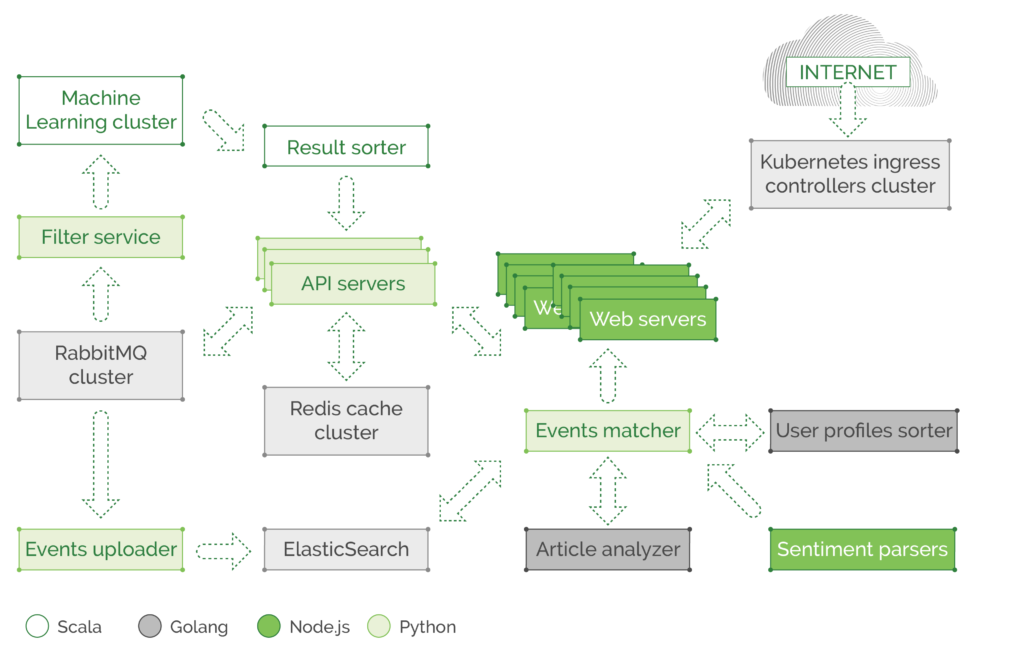 INTERNET
Machine
Learning cluster
Result sorter
Kubernetes ingress
controllers cluster
Filter service
API servers
We
Web servers
RabbitMQ
cluster
Redis cache
cluster
Events matcher
User profiles sorter
Events uploader
ElasticSearch
Article analyzer
Sentiment parsers
Scala
Golang
Node.js
Python